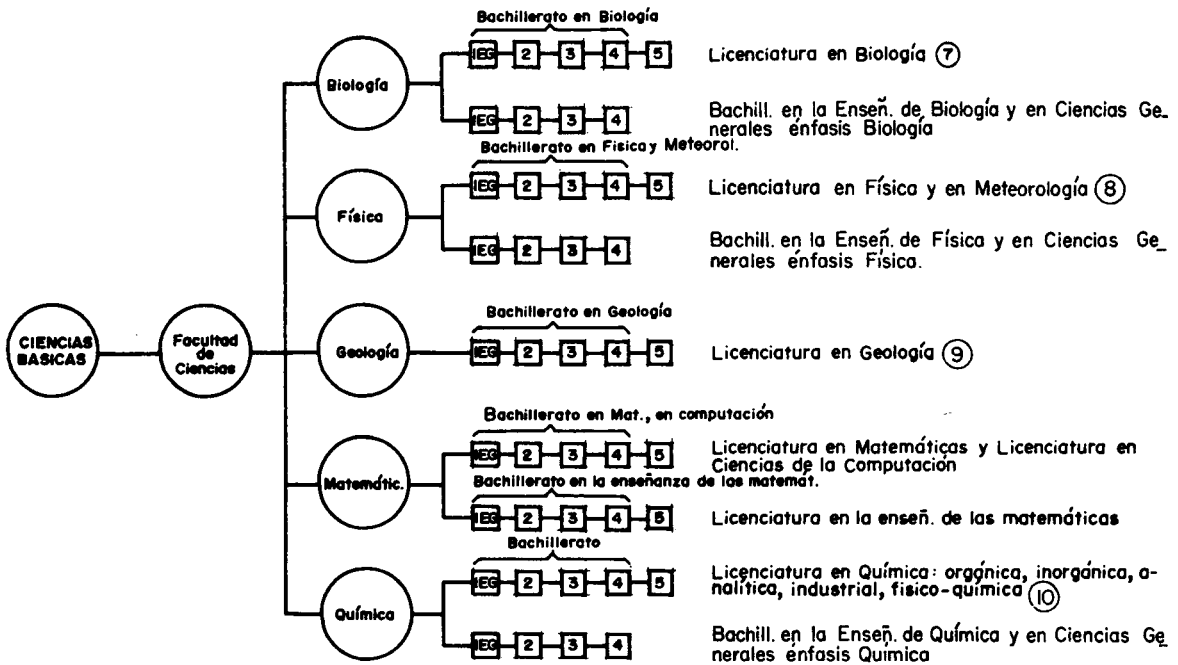 CIENCIAS
BASICAS
Facultad
de
Ciencias
Biología
Bachillerato en Biología
IEG 2 3 4 5
Licenciatura en Biología 7
IEG 2 3 4
Bachill. en la Enseñ. de Biología y en Ciencias Ge_
nerales énfasis Biología
Física
Bachillerato en Fisica y Meteorol.
IEG 2 3 4 5
Licenciatura en Física y en Meteorología 8
IEG 2 3 4
Bachill. en la Enseñ. de Física y en Ciencias Ge_
nerales énfasis Física.
Geología
Bachillerato en Geología
IEG 2 3 4 5
Licenciatura en Geología 9
Matemátic.
Bachillerato en Mat., en computación
IEG 2 3 4 5
Licenciatura en Matemáticas y Licenciatura en
Ciencias de la Computación
Bachillerato en la enseñanza de las matemát.
IEG 2 3 4 5
Licenciatura en la enseñ. de las matemáticas
Química
Bachillerato
IEG 2 3 4 5
Licenciatura en Química: orgánica, inorgánica, a-
nalítica, industrial, fisico-química 10
IEG 2 3 4
Bachill. en la Enseñ. de Química y en Ciencias Ge_
nerales énfasis Química